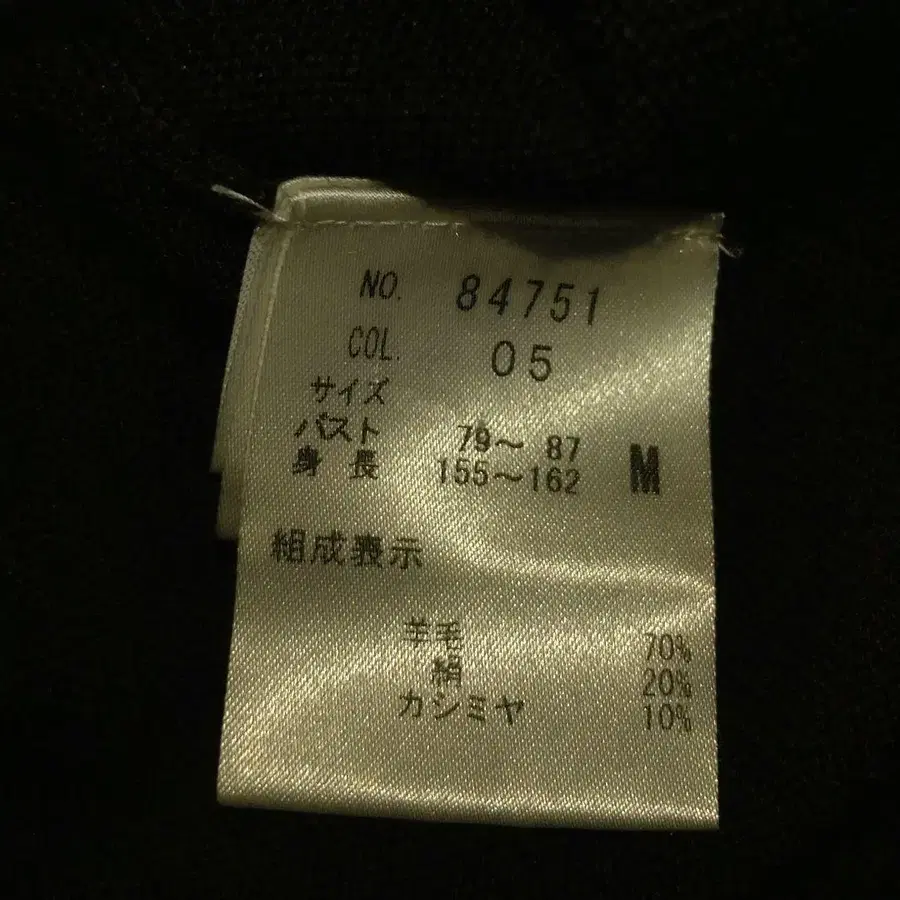 NO. 84751
COL. 05
サイズ
バスト 79～87 M
身長 155～162
組成表示
羊毛 70%
絹 20%
カシミヤ 10%